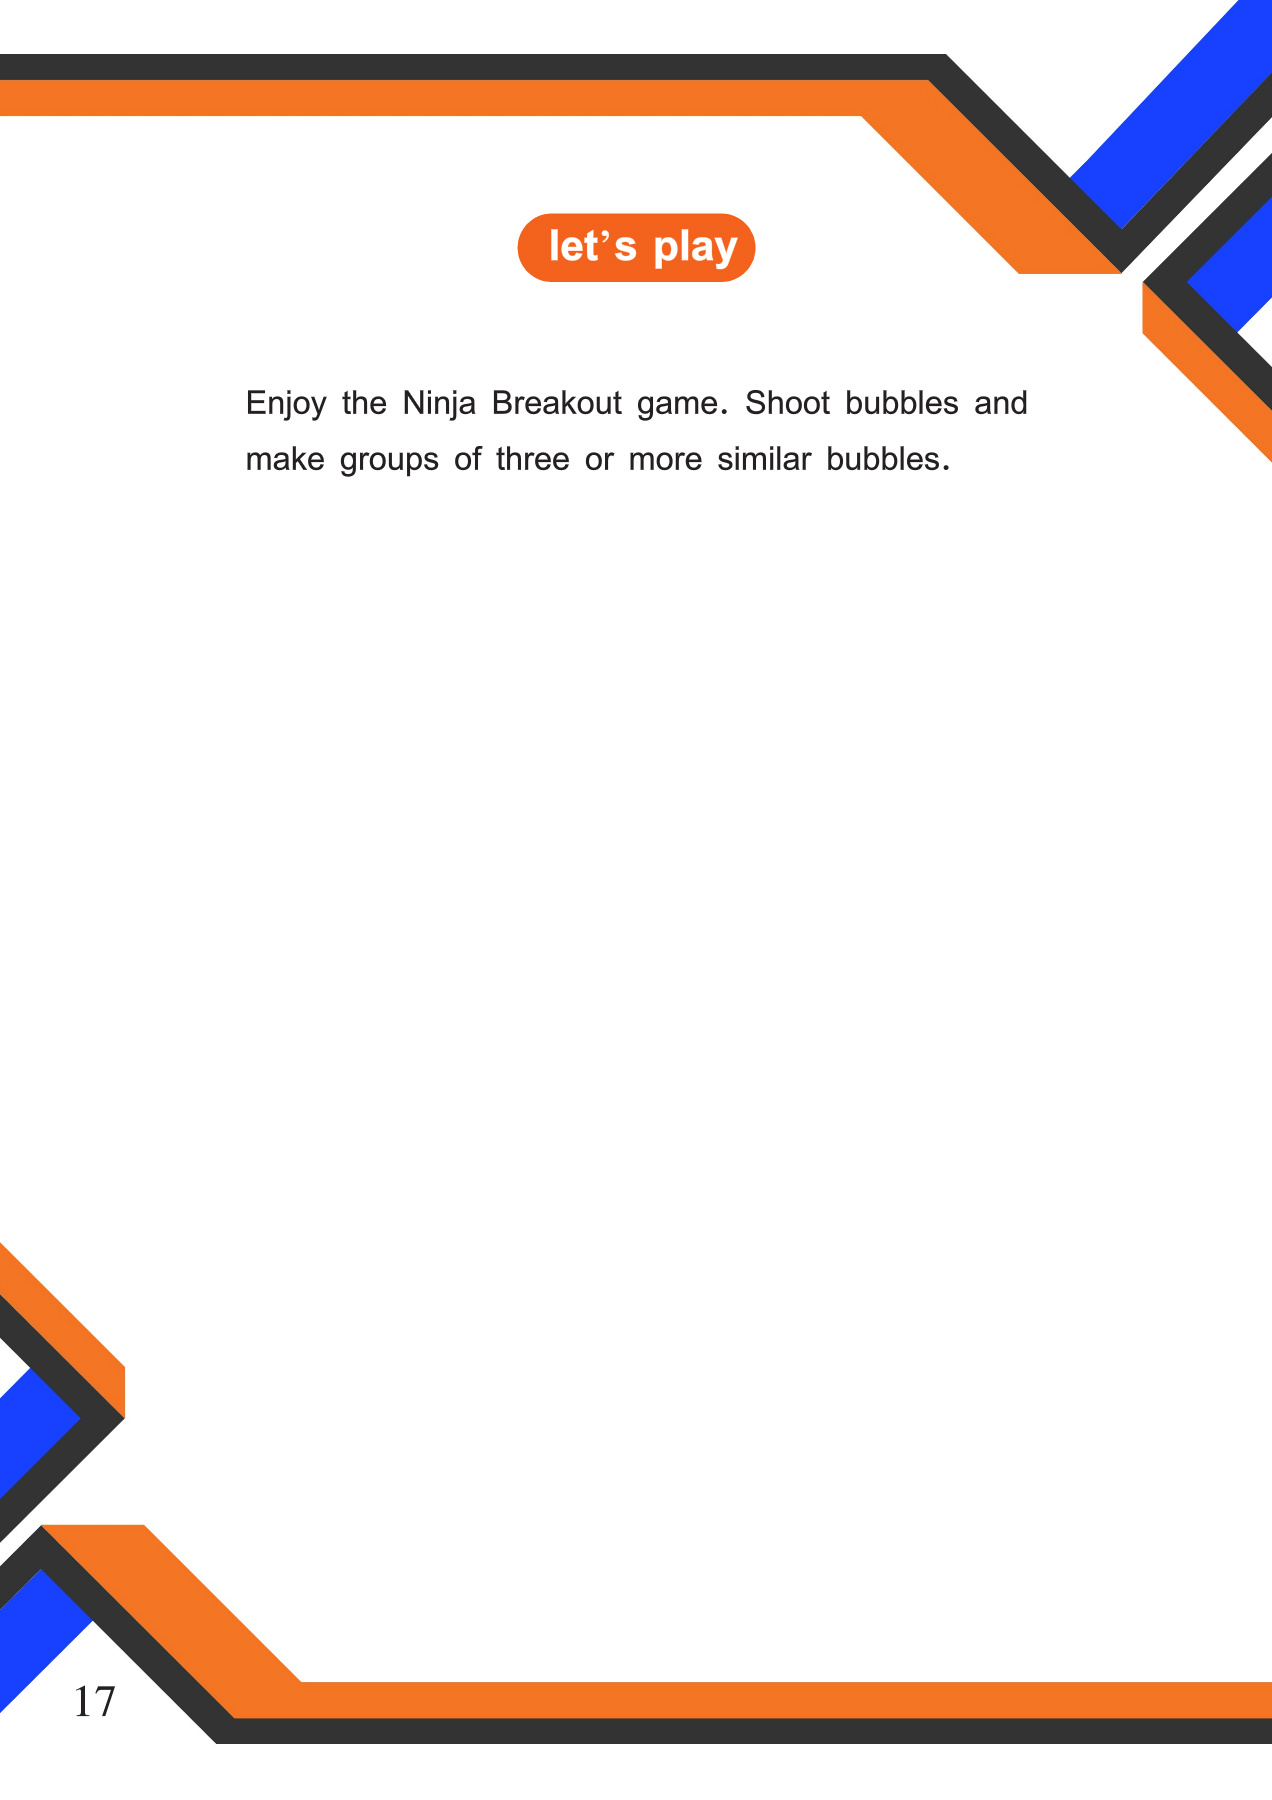 let’s play
Enjoy the Ninja Breakout game. Shoot bubbles and
make groups of three or more similar bubbles.
17